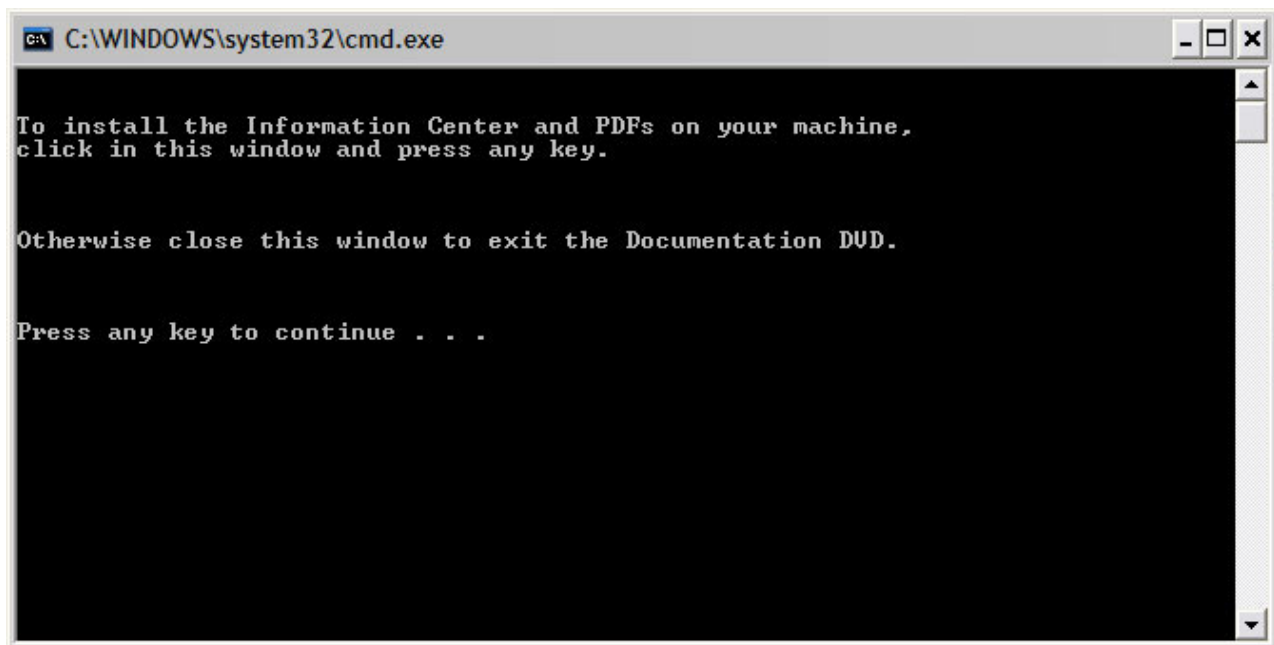 C:\WINDOWS\system32\cmd.exe
To install the Information Center and PDFs on your machine,
click in this window and press any key.
Otherwise close this window to exit the Documentation DVD.
Press any key to continue . . .